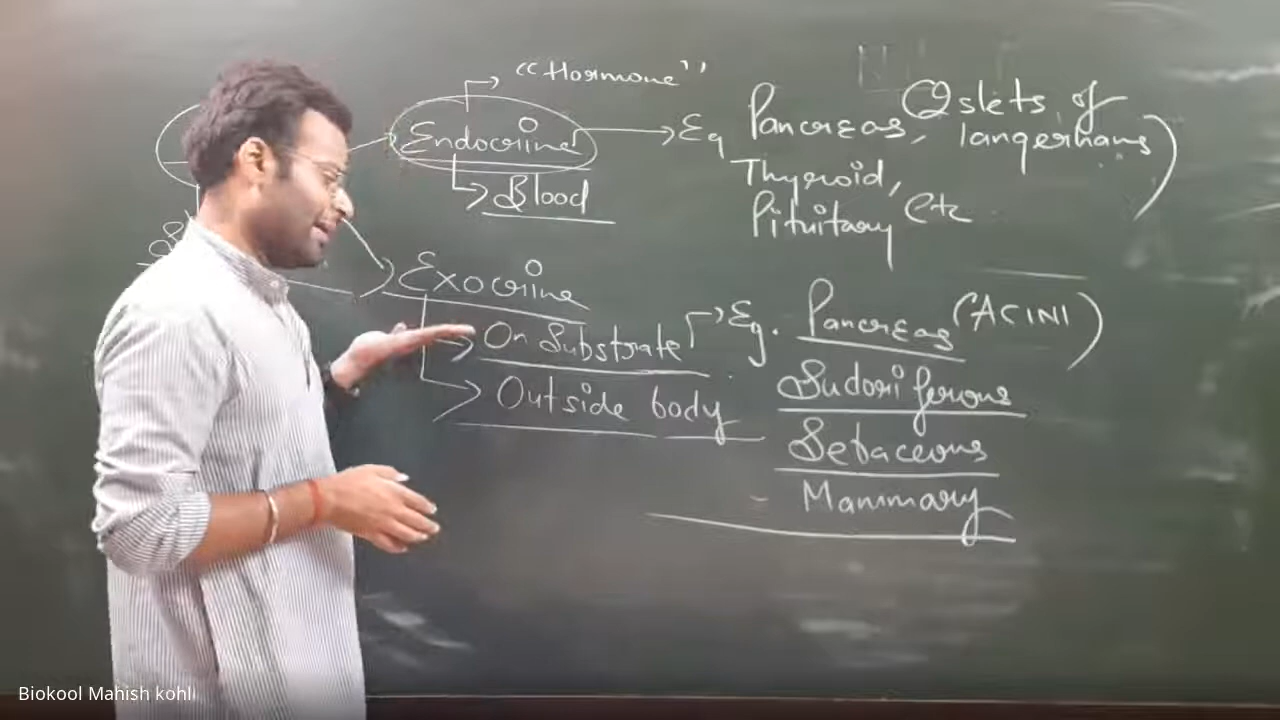 “Hormone”
Endocrine
Blood
Eg Pancreas, (Islets of
langerhans)
Thyroid,
Pituitary etc
Exocrine
On Substrate
Outside body
Eg. Pancreas (ACINI)
Sudoriferous
Sebaceous
Mammary
Biokool Mahish kohli